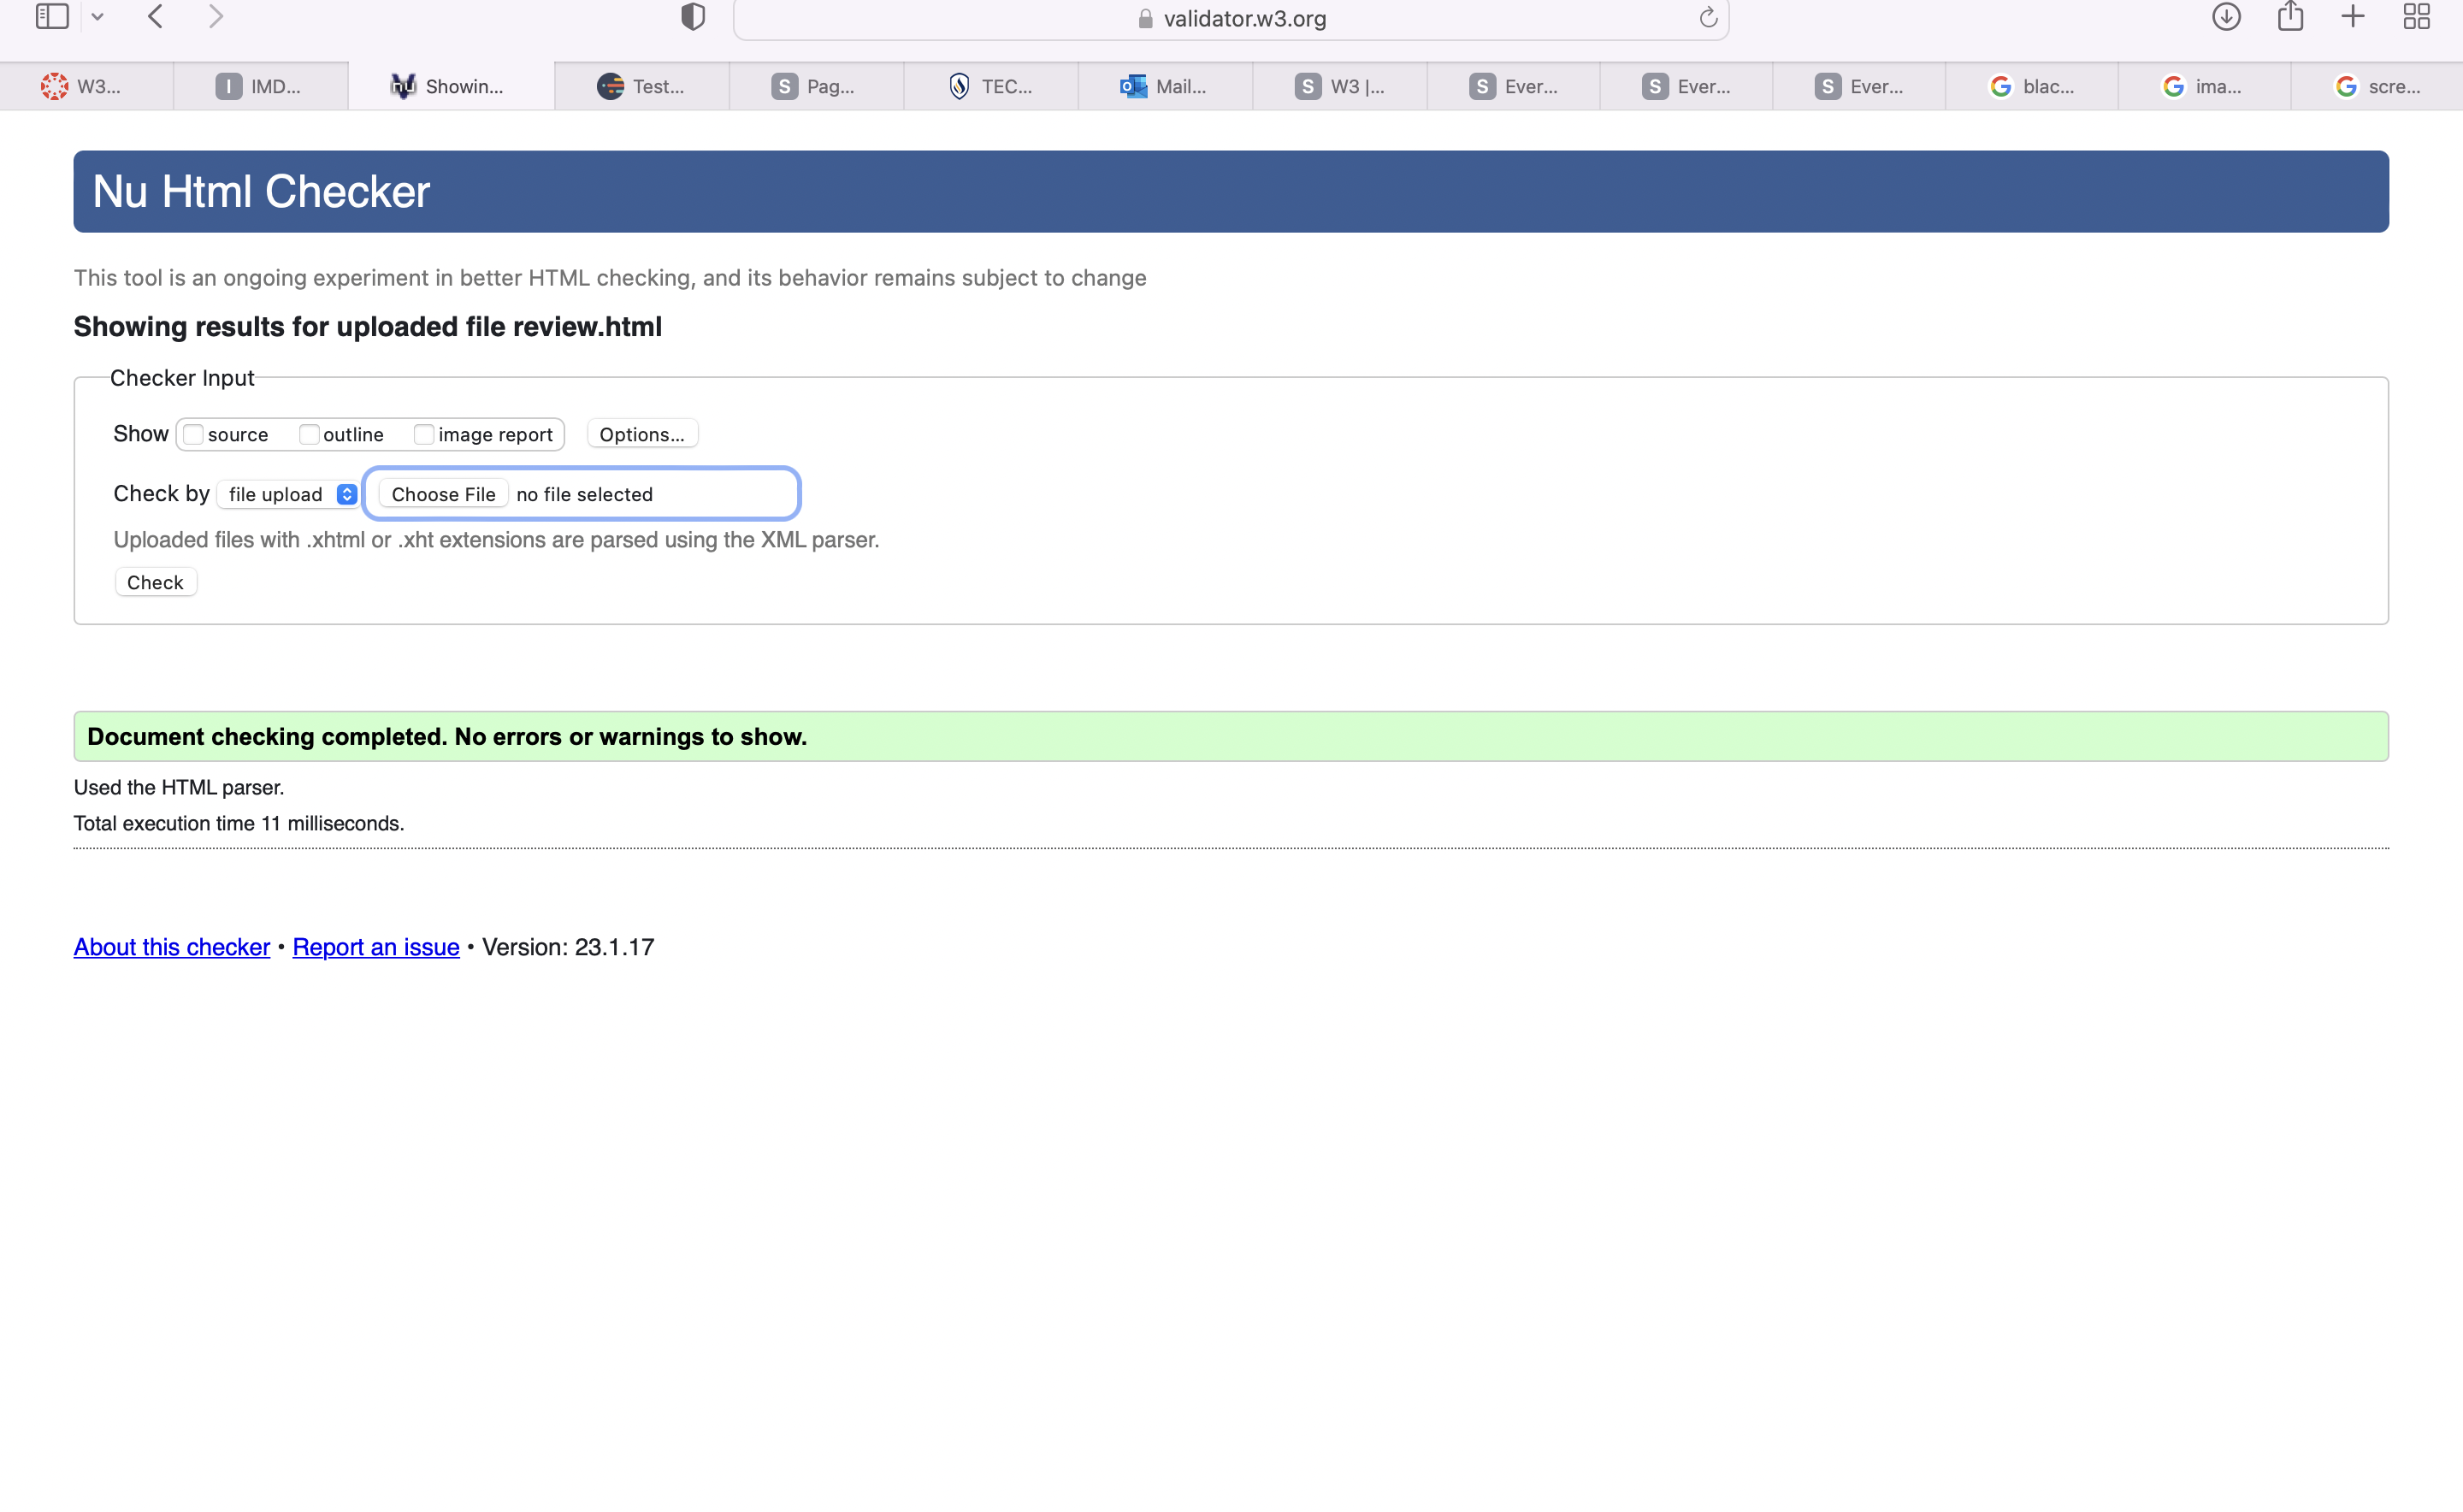 validator.w3.org
W3... IMD... Showin... Test... Pag... TEC... Mail... W3 |... Ever... Ever... Ever... blac... ima... scre...
Nu Html Checker
This tool is an ongoing experiment in better HTML checking, and its behavior remains subject to change
Showing results for uploaded file review.html
Checker Input
Show source outline image report Options...
Check by file upload Choose File no file selected
Uploaded files with .xhtml or .xht extensions are parsed using the XML parser.
Check
Document checking completed. No errors or warnings to show.
Used the HTML parser.
Total execution time 11 milliseconds.
About this checker • Report an issue • Version: 23.1.17